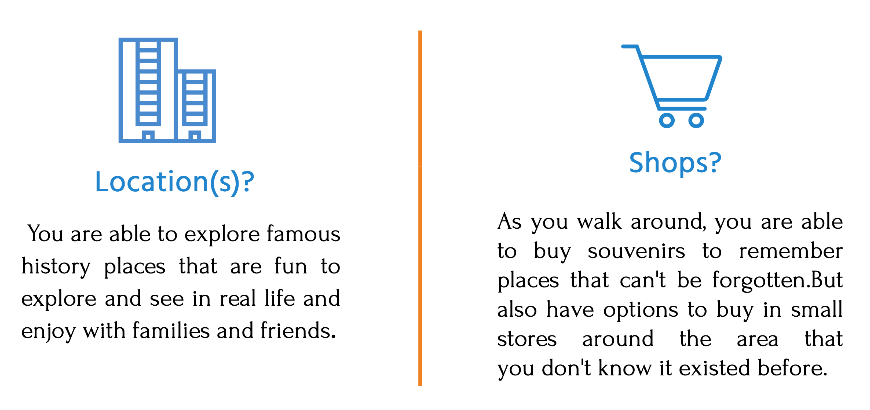 Location(s)?
You are able to explore famous
history places that are fun to
explore and see in real life and
enjoy with families and friends.
Shops?
As you walk around, you are able
to buy souvenirs to remember
places that can't be forgotten.But
also have options to buy in small
stores around the area that
you don't know it existed before.